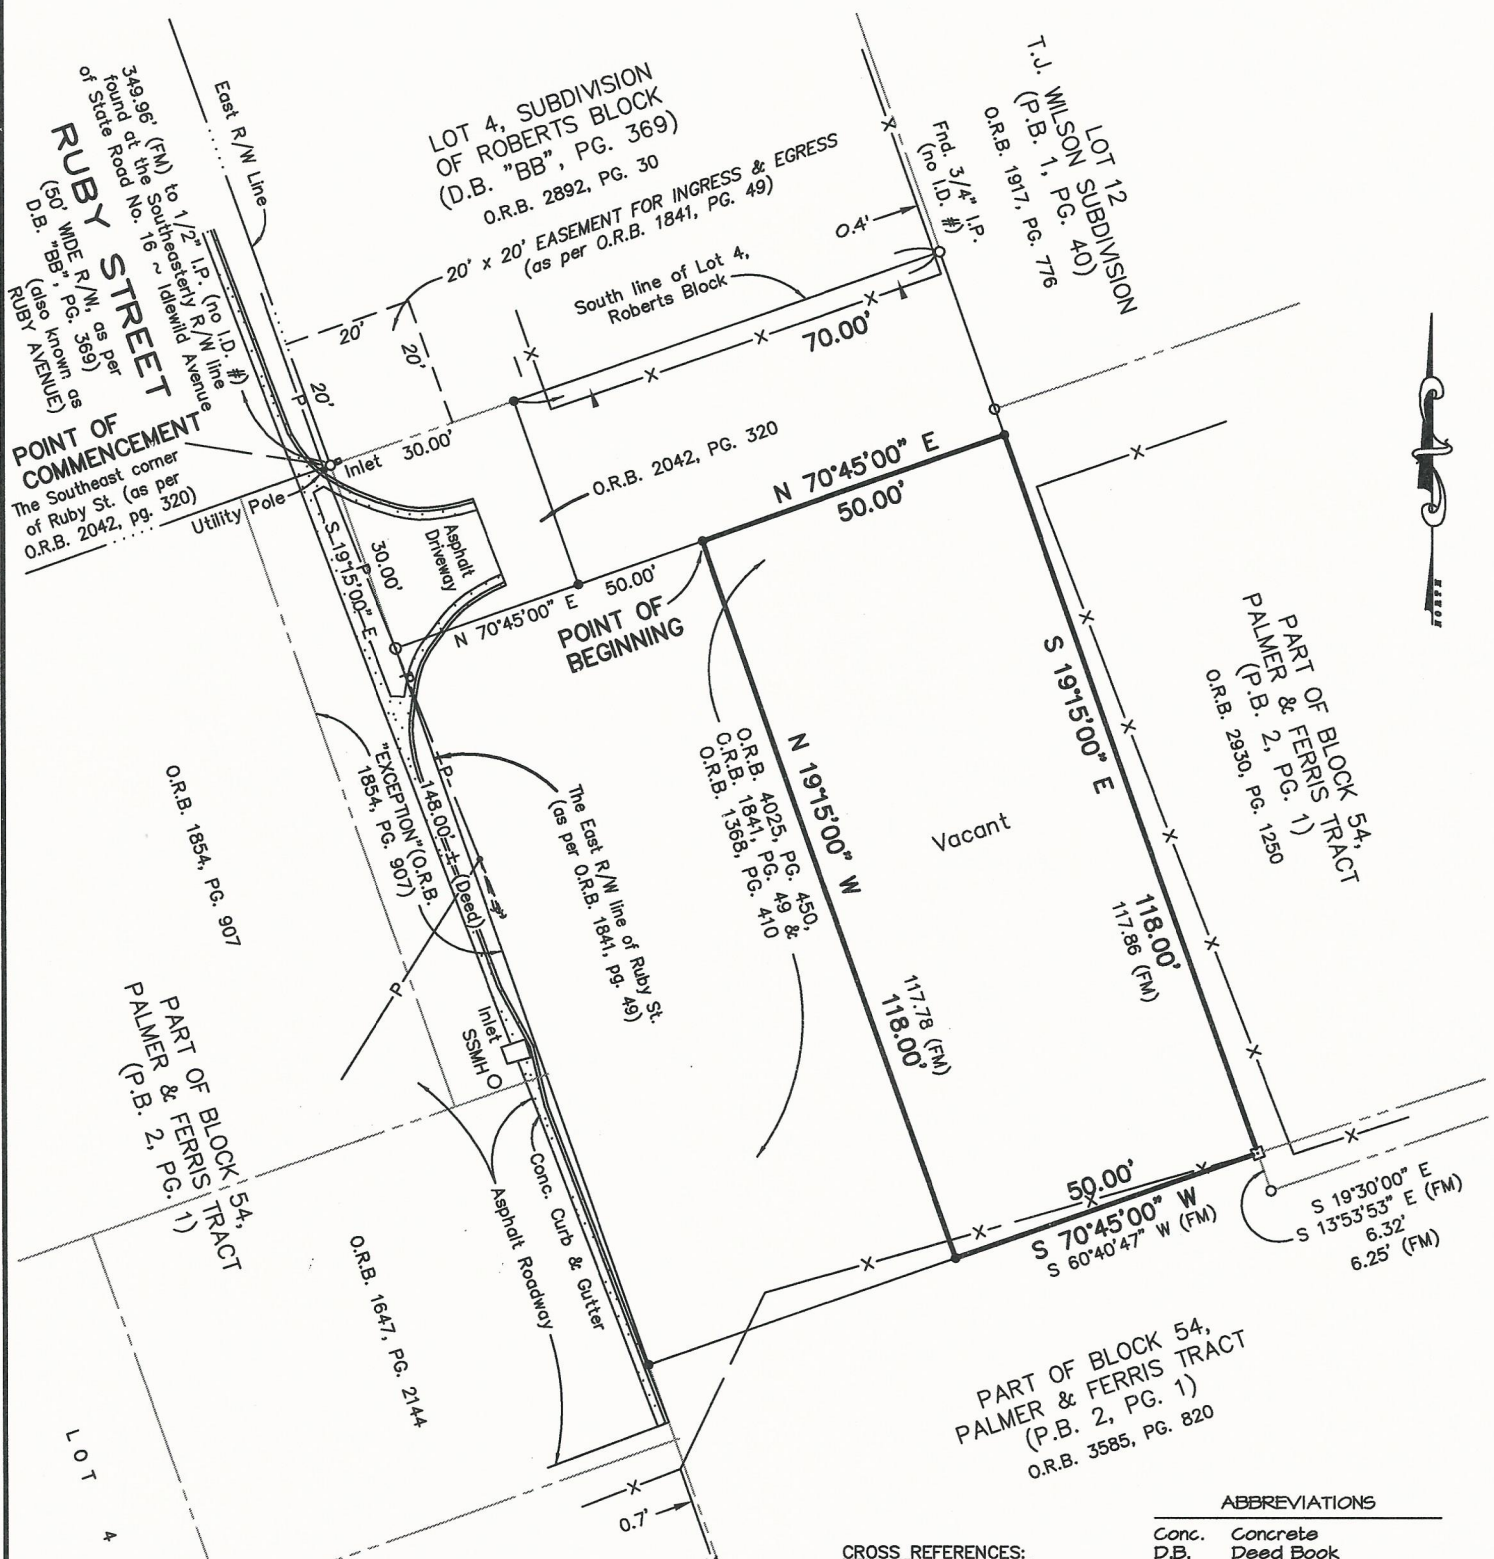 East R/W Line
349.96' (FM) to 1/2" I.P. (no I.D. #)
found at the Southeasterly R/W line
of State Road No. 16 ~ Idlewild Avenue
RUBY STREET
(50' WIDE R/W, as per
D.B. "BB", PG. 369)
(also known as
RUBY AVENUE)
POINT OF
COMMENCEMENT
The Southeast corner
of Ruby St. (as per
O.R.B. 2042, pg. 320)
LOT 4, SUBDIVISION
OF ROBERTS BLOCK
(D.B. "BB", PG. 369)
O.R.B. 2892, PG. 30
20' x 20' EASEMENT FOR INGRESS & EGRESS
(as per O.R.B. 1841, PG. 49)
South line of Lot 4,
Roberts Block
0.4'
Fnd. 3/4" I.P.
(no I.D. #)
LOT 12
T.J. WILSON SUBDIVISION
(P.B. 1, PG. 40)
O.R.B. 1917, PG. 776
20'
20'
20'
70.00'
30.00'
Inlet
Utility Pole
O.R.B. 2042, PG. 320
N 70°45'00" E
50.00'
Asphalt
Driveway
30.00'
S 19°15'00" E
N 70°45'00" E 50.00'
POINT OF
BEGINNING
NORTH
S 19°15'00" E
118.00'
117.86 (FM)
PART OF BLOCK 54,
PALMER & FERRIS TRACT
(P.B. 2, PG. 1)
O.R.B. 2930, PG. 1250
Vacant
N 19°15'00" W
117.78 (FM)
118.00'
O.R.B. 4025, PG. 450,
O.R.B. 1841, PG. 49 &
O.R.B. 1368, PG. 410
The East R/W line of Ruby St.
(as per O.R.B. 1841, pg. 49)
148.00' ± (Deed)
"EXCEPTION" (O.R.B.
1854, PG. 907)
O.R.B. 1854, PG. 907
PART OF BLOCK 54,
PALMER & FERRIS TRACT
(P.B. 2, PG. 1)
Inlet
SSMH
Conc. Curb & Gutter
Asphalt Roadway
O.R.B. 1647, PG. 2144
LOT 4
50.00'
S 70°45'00" W
S 60°40'47" W (FM)
S 19°30'00" E
S 13°53'53" E (FM)
6.32'
6.25' (FM)
PART OF BLOCK 54,
PALMER & FERRIS TRACT
(P.B. 2, PG. 1)
O.R.B. 3585, PG. 820
0.7'
ABBREVIATIONS
Conc. Concrete
D.B. Deed Book
CROSS REFERENCES: